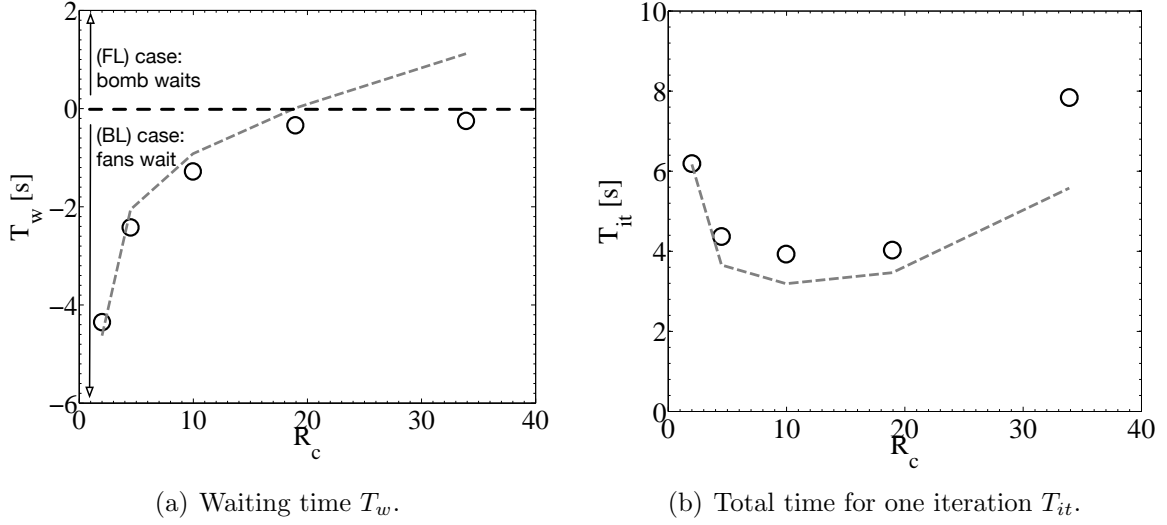 2
0
−2
−4
−6
0
10
20
30
40
T_w [s]
R_c
(FL) case:
bomb waits
(BL) case:
fans wait
(a) Waiting time T_w.
10
8
6
4
2
0
0
10
20
30
40
T_it [s]
R_c
(b) Total time for one iteration T_it.